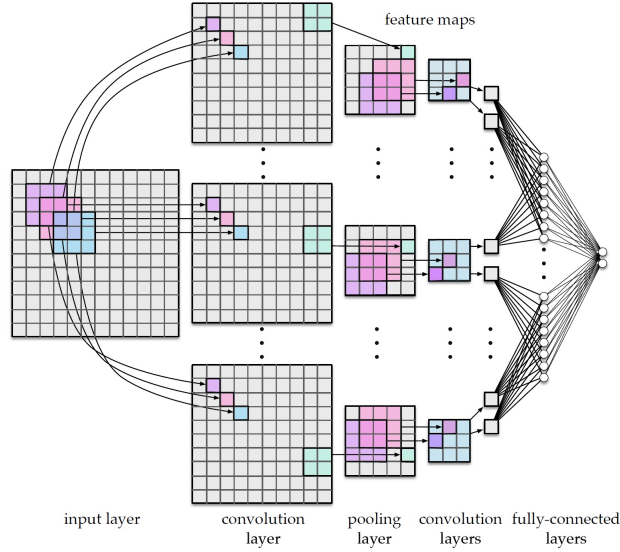 feature maps
input layer
convolution
layer
pooling
layer
convolution
layers
fully-connected
layers